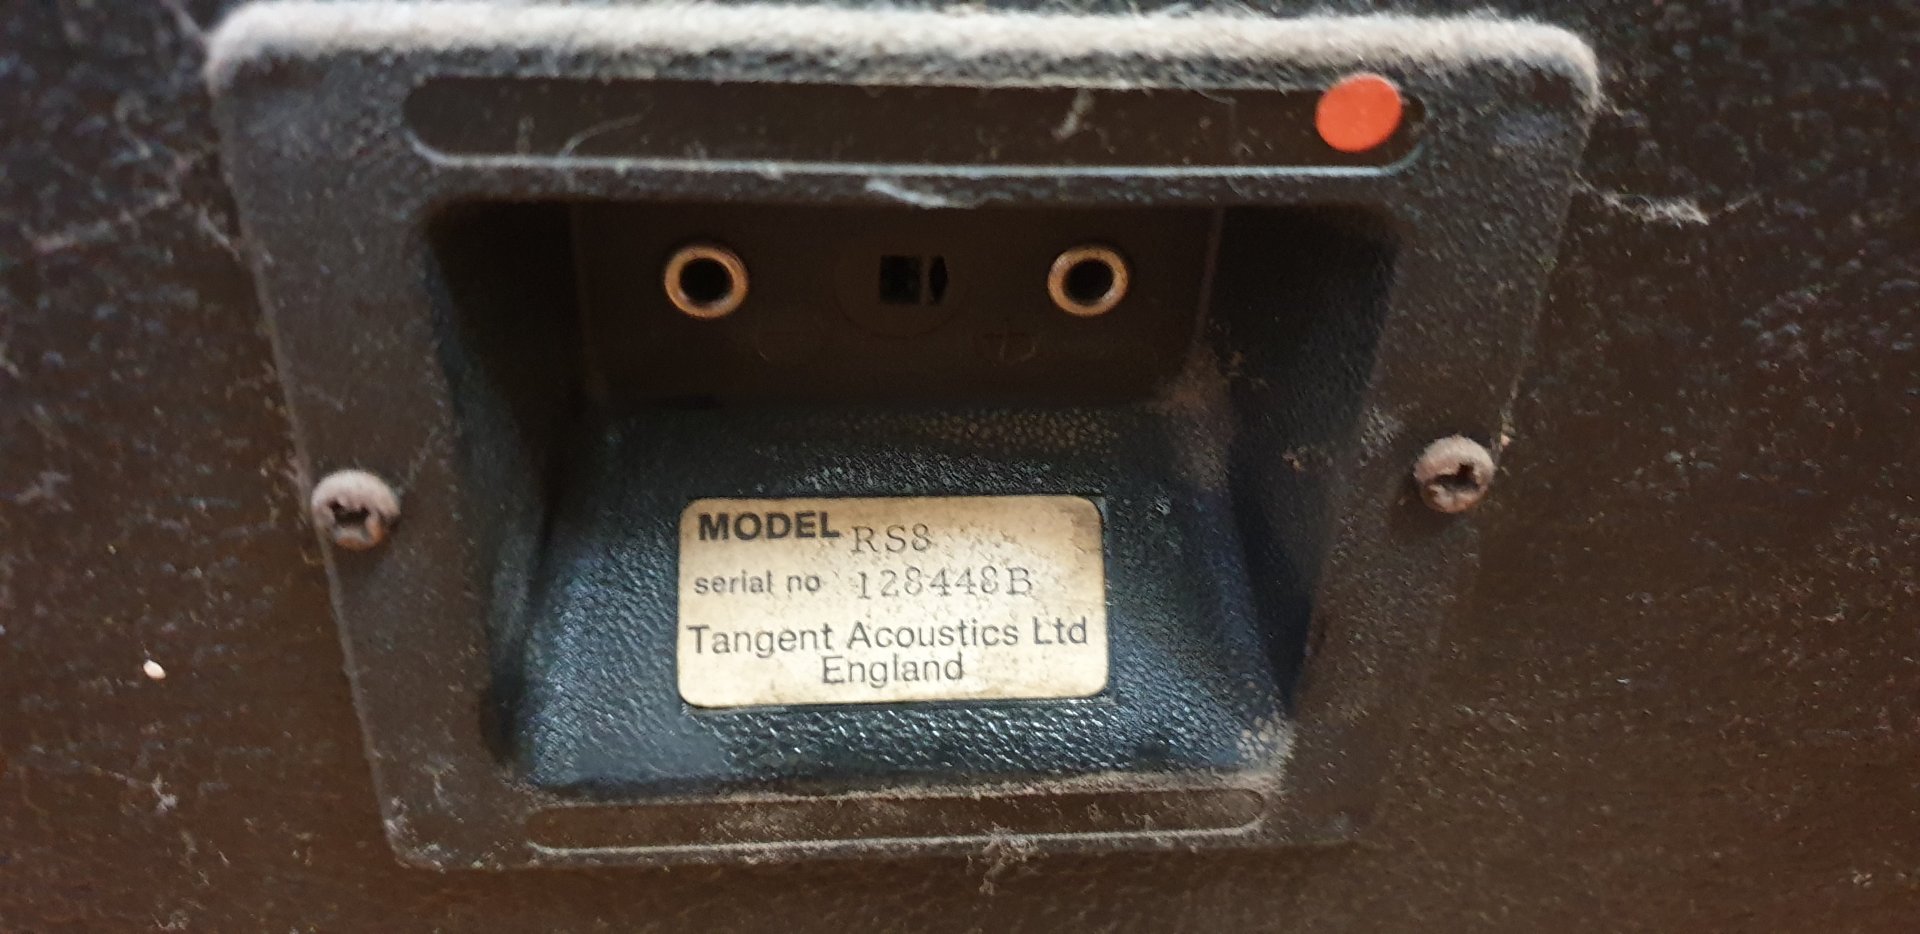 MODEL RS8
serial no 128448B
Tangent Acoustics Ltd
England